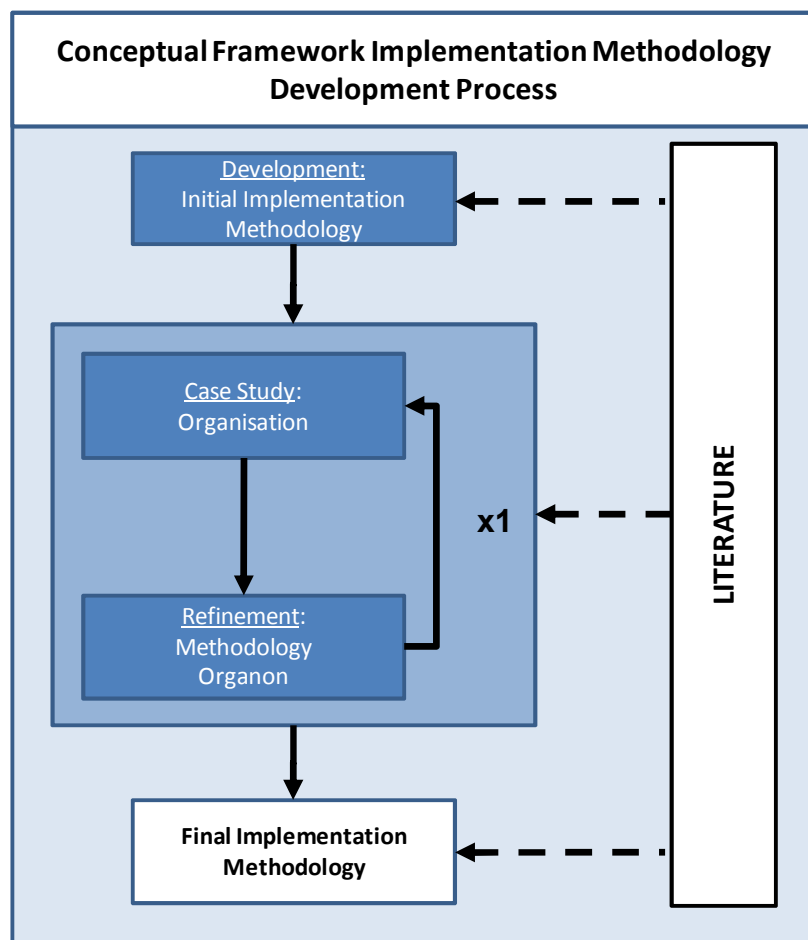 Conceptual Framework Implementation Methodology
Development Process
Development:
Initial Implementation
Methodology
Case Study:
Organisation
x1
Refinement:
Methodology
Organon
Final Implementation
Methodology
LITERATURE